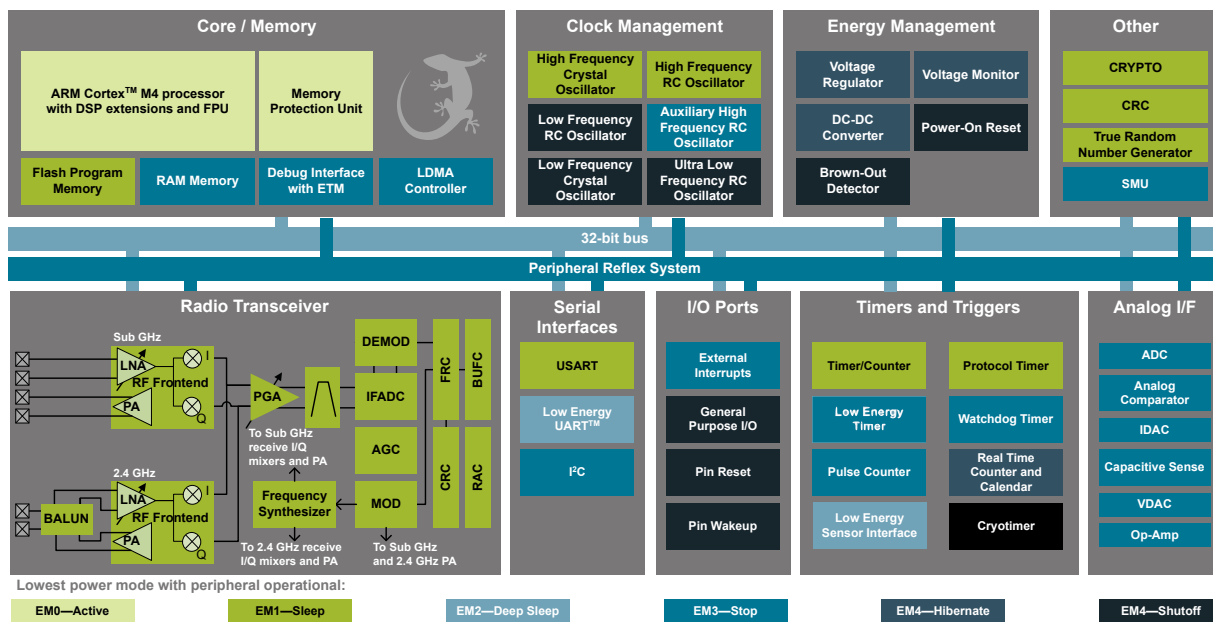 Core / Memory
ARM Cortex™ M4 processor
with DSP extensions and FPU
Memory
Protection Unit
Flash Program
Memory
RAM Memory
Debug Interface
with ETM
LDMA
Controller
Clock Management
High Frequency
Crystal
Oscillator
High Frequency
RC Oscillator
Low Frequency
RC Oscillator
Auxiliary High
Frequency RC
Oscillator
Low Frequency
Crystal
Oscillator
Ultra Low
Frequency RC
Oscillator
Energy Management
Voltage
Regulator
Voltage Monitor
DC-DC
Converter
Power-On Reset
Brown-Out
Detector
Other
CRYPTO
CRC
True Random
Number Generator
SMU
32-bit bus
Peripheral Reflex System
Radio Transceiver
Sub GHz
LNA
I
RF Frontend
PA
Q
PGA
To Sub GHz
receive I/Q
mixers and PA
2.4 GHz
LNA
I
BALUN
RF Frontend
PA
Q
Frequency
Synthesizer
To 2.4 GHz receive
I/Q mixers and PA
DEMOD
IFADC
AGC
MOD
To Sub GHz
and 2.4 GHz PA
FRC
BUFC
CRC
RAC
Serial
Interfaces
USART
Low Energy
UART™
I²C
I/O Ports
External
Interrupts
General
Purpose I/O
Pin Reset
Pin Wakeup
Timers and Triggers
Timer/Counter
Protocol Timer
Low Energy
Timer
Watchdog Timer
Pulse Counter
Real Time
Counter and
Calendar
Low Energy
Sensor Interface
Cryotimer
Analog I/F
ADC
Analog
Comparator
IDAC
Capacitive Sense
VDAC
Op-Amp
Lowest power mode with peripheral operational:
EM0—Active
EM1—Sleep
EM2—Deep Sleep
EM3—Stop
EM4—Hibernate
EM4—Shutoff